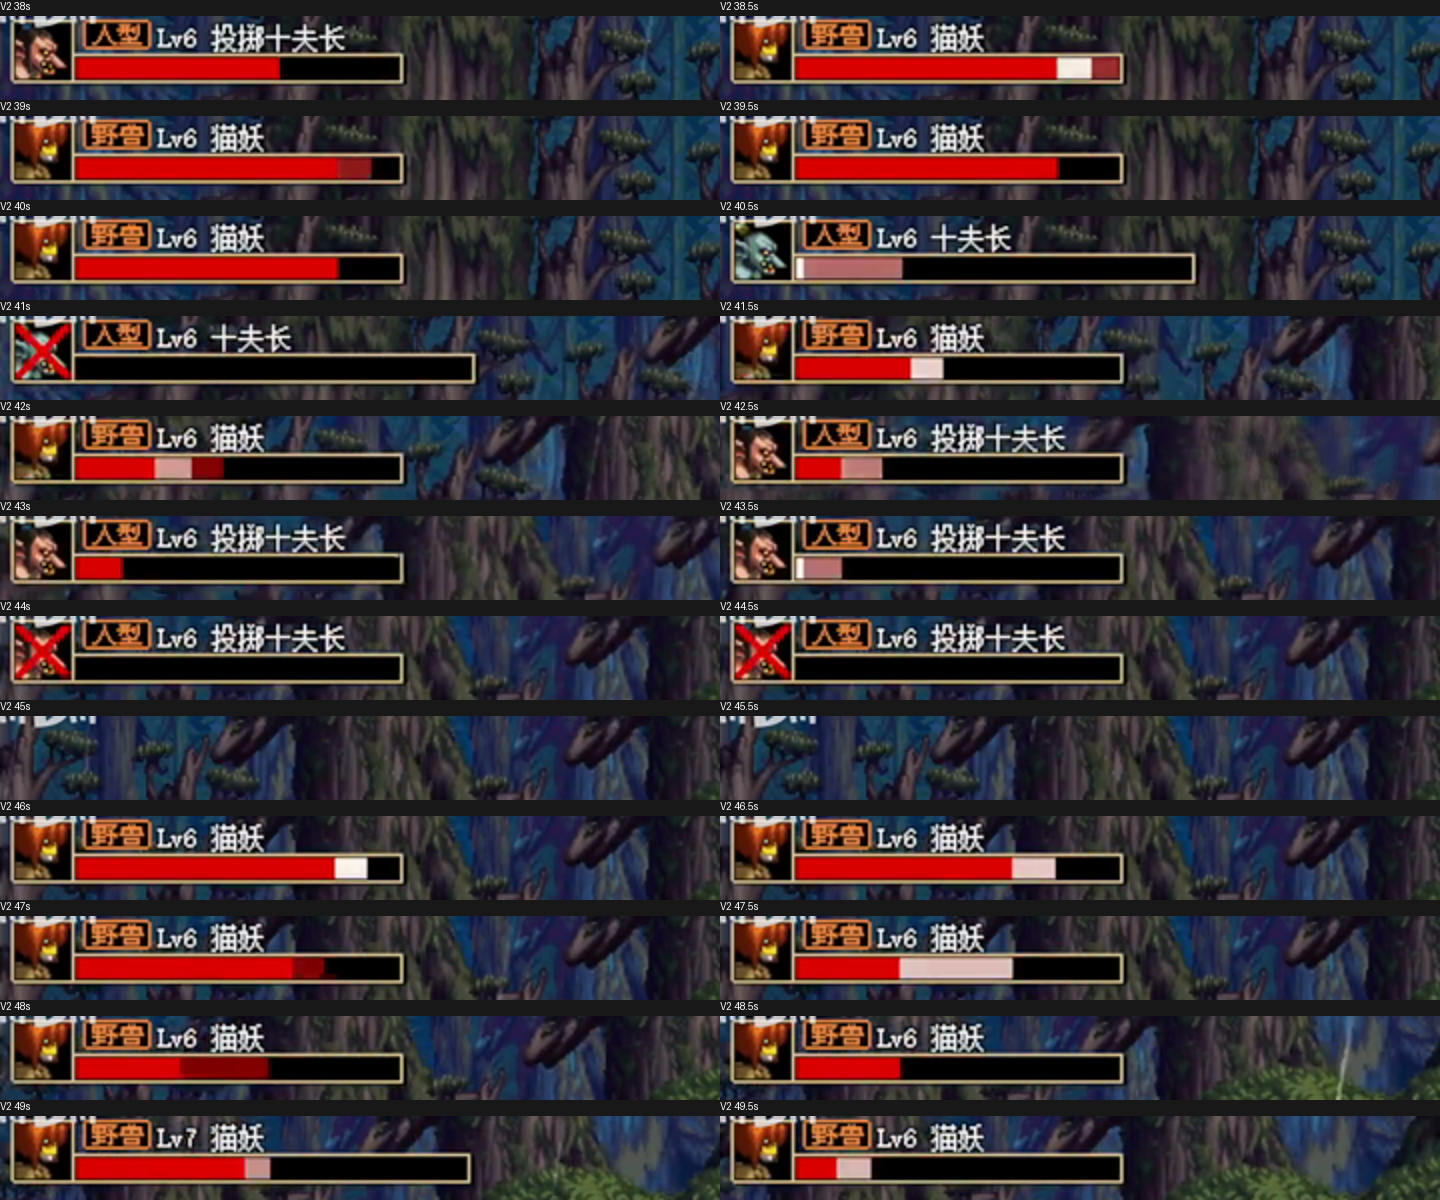 V2 38s
人型 Lv6 投掷十夫长
V2 38.5s
野兽 Lv6 猫妖
V2 39s
野兽 Lv6 猫妖
V2 39.5s
野兽 Lv6 猫妖
V2 40s
野兽 Lv6 猫妖
V2 40.5s
人型 Lv6 十夫长
V2 41s
人型 Lv6 十夫长
V2 41.5s
野兽 Lv6 猫妖
V2 42s
野兽 Lv6 猫妖
V2 42.5s
人型 Lv6 投掷十夫长
V2 43s
人型 Lv6 投掷十夫长
V2 43.5s
人型 Lv6 投掷十夫长
V2 44s
人型 Lv6 投掷十夫长
V2 44.5s
人型 Lv6 投掷十夫长
V2 45s
V2 45.5s
V2 46s
野兽 Lv6 猫妖
V2 46.5s
野兽 Lv6 猫妖
V2 47s
野兽 Lv6 猫妖
V2 47.5s
野兽 Lv6 猫妖
V2 48s
野兽 Lv6 猫妖
V2 48.5s
野兽 Lv6 猫妖
V2 49s
野兽 Lv7 猫妖
V2 49.5s
野兽 Lv6 猫妖